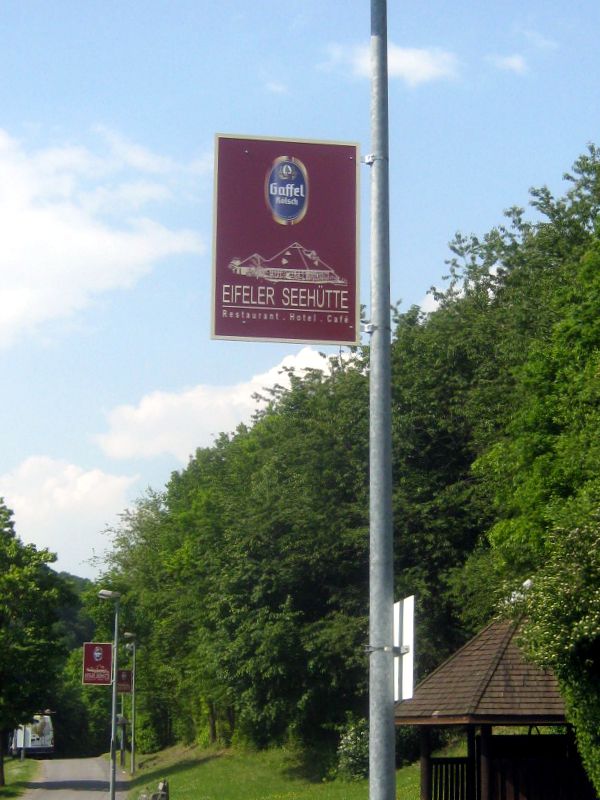 Gaffel
Kölsch
EIFELER SEEHÜTTE
Restaurant . Hotel . Café